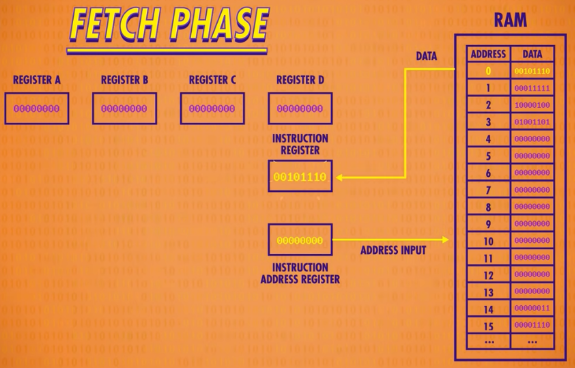 FETCH PHASE
RAM
REGISTER A
REGISTER B
REGISTER C
REGISTER D
00000000
00000000
00000000
00000000
INSTRUCTION
REGISTER
00101110
00000000
INSTRUCTION
ADDRESS REGISTER
DATA
ADDRESS INPUT
ADDRESS DATA
0 00101110
1 00011111
2 10000100
3 01001101
4 00000000
5 00000000
6 00000000
7 00000000
8 00000000
9 00000000
10 00000000
11 00000000
12 00000000
13 00000000
14 00000011
15 00001110
... ...